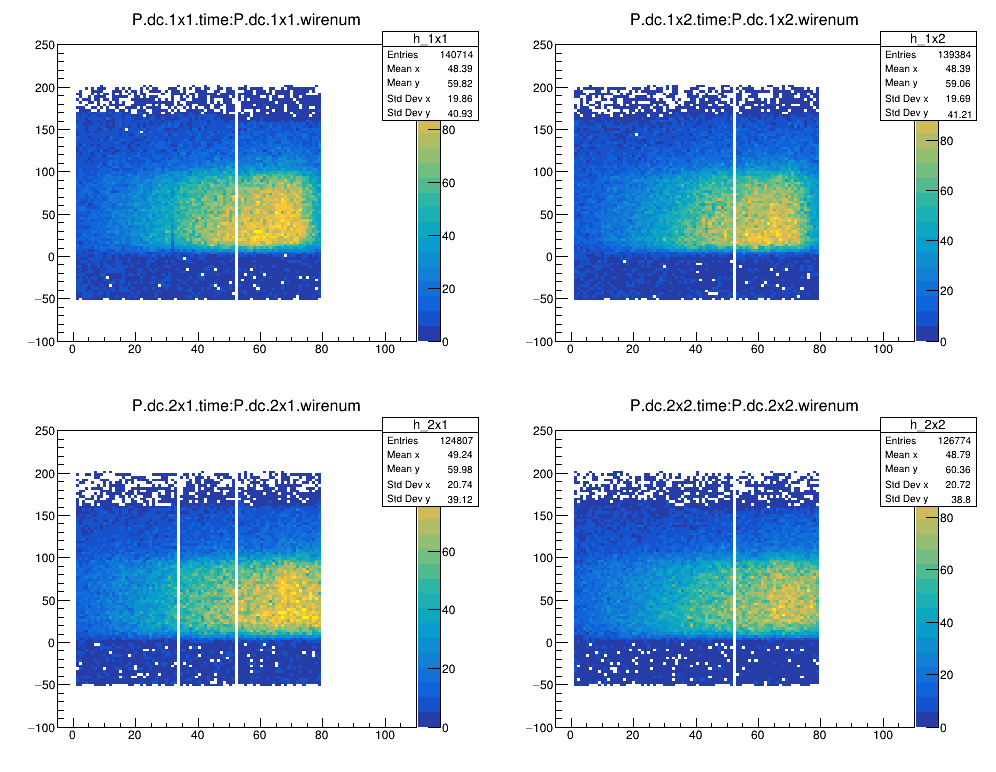 P.dc.1x1.time:P.dc.1x1.wirenum
h_1x1
Entries 140714
Mean x 48.39
Mean y 59.82
Std Dev x 19.86
Std Dev y 40.93
250
200
150
100
50
0
−50
−100
0 20 40 60 80 100
80
60
40
20
0
P.dc.1x2.time:P.dc.1x2.wirenum
h_1x2
Entries 139384
Mean x 48.39
Mean y 59.06
Std Dev x 19.69
Std Dev y 41.21
250
200
150
100
50
0
−50
−100
0 20 40 60 80 100
80
60
40
20
0
P.dc.2x1.time:P.dc.2x1.wirenum
h_2x1
Entries 124807
Mean x 49.24
Mean y 59.98
Std Dev x 20.74
Std Dev y 39.12
250
200
150
100
50
0
−50
−100
0 20 40 60 80 100
60
40
20
0
P.dc.2x2.time:P.dc.2x2.wirenum
h_2x2
Entries 126774
Mean x 48.79
Mean y 60.36
Std Dev x 20.72
Std Dev y 38.8
250
200
150
100
50
0
−50
−100
0 20 40 60 80 100
80
60
40
20
0